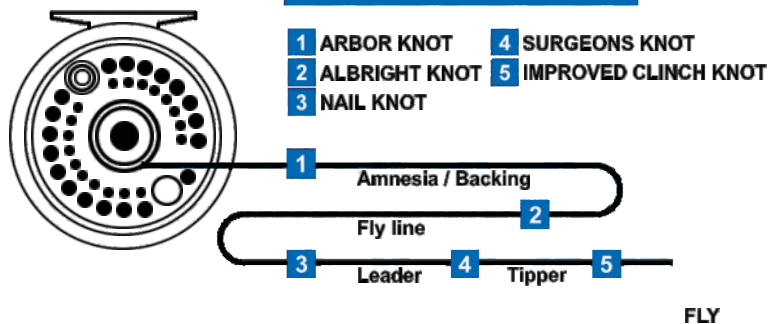 1 ARBOR KNOT 4 SURGEONS KNOT
2 ALBRIGHT KNOT 5 IMPROVED CLINCH KNOT
3 NAIL KNOT
1
Amnesia / Backing
2
Fly line
3 4 5
Leader Tipper
FLY